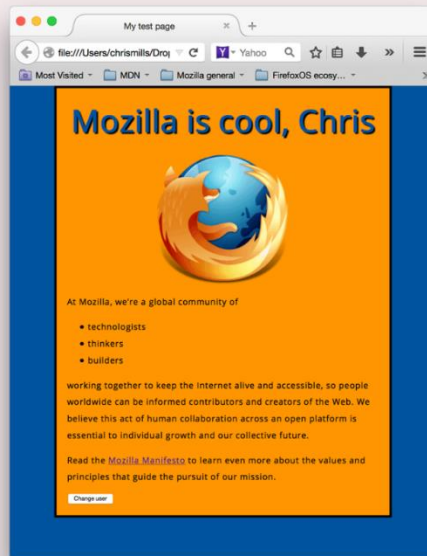 My test page
file:///Users/chrismills/Drop
Yahoo
Most Visited
MDN
Mozilla general
FirefoxOS ecosy...
Mozilla is cool, Chris
At Mozilla, we're a global community of
technologists
thinkers
builders
working together to keep the Internet alive and accessible, so people
worldwide can be informed contributors and creators of the Web. We
believe this act of human collaboration across an open platform is
essential to individual growth and our collective future.
Read the Mozilla Manifesto to learn even more about the values and
principles that guide the pursuit of our mission.
Change user